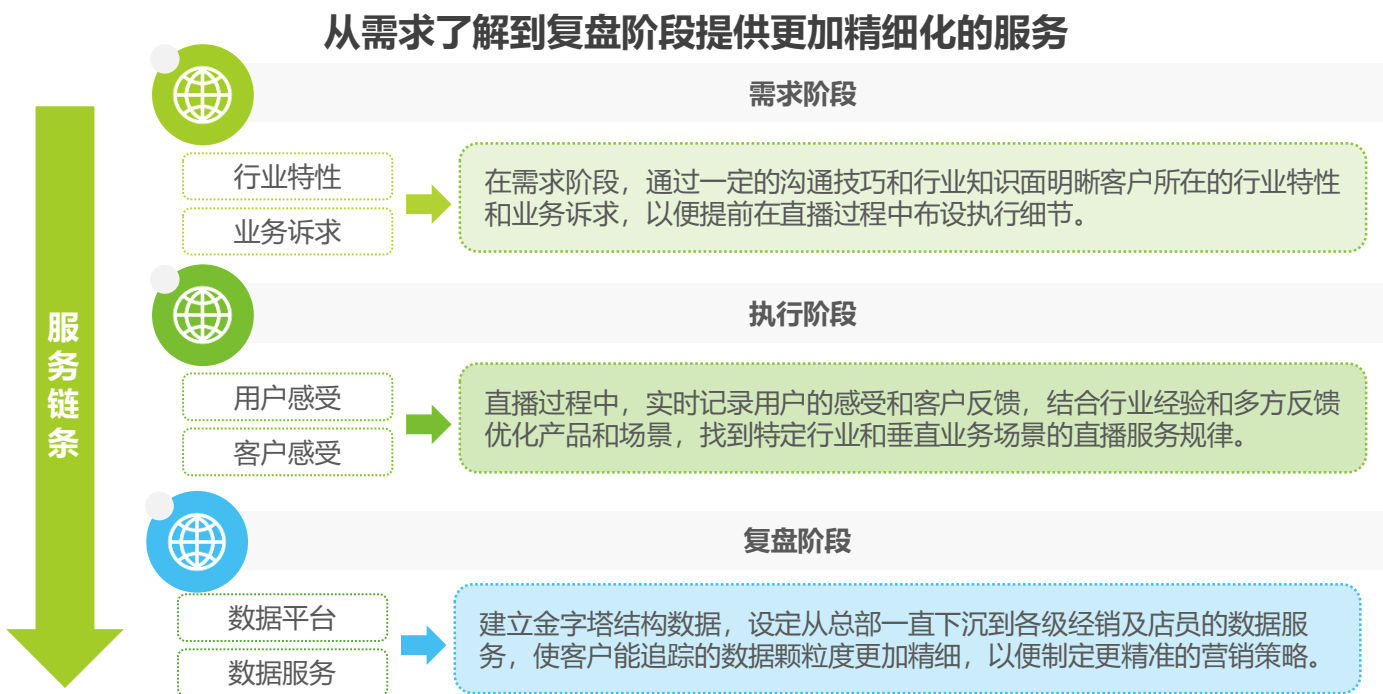 从需求了解到复盘阶段提供更加精细化的服务
服务链条
需求阶段
行业特性
业务诉求
在需求阶段，通过一定的沟通技巧和行业知识面明晰客户所在的行业特性
和业务诉求，以便提前在直播过程中布设执行细节。
执行阶段
用户感受
客户感受
直播过程中，实时记录用户的感受和客户反馈，结合行业经验和多方反馈
优化产品和场景，找到特定行业和垂直业务场景的直播服务规律。
复盘阶段
数据平台
数据服务
建立金字塔结构数据，设定从总部一直下沉到各级经销及店员的数据服
务，使客户能追踪的数据颗粒度更加精细，以便制定更精准的营销策略。